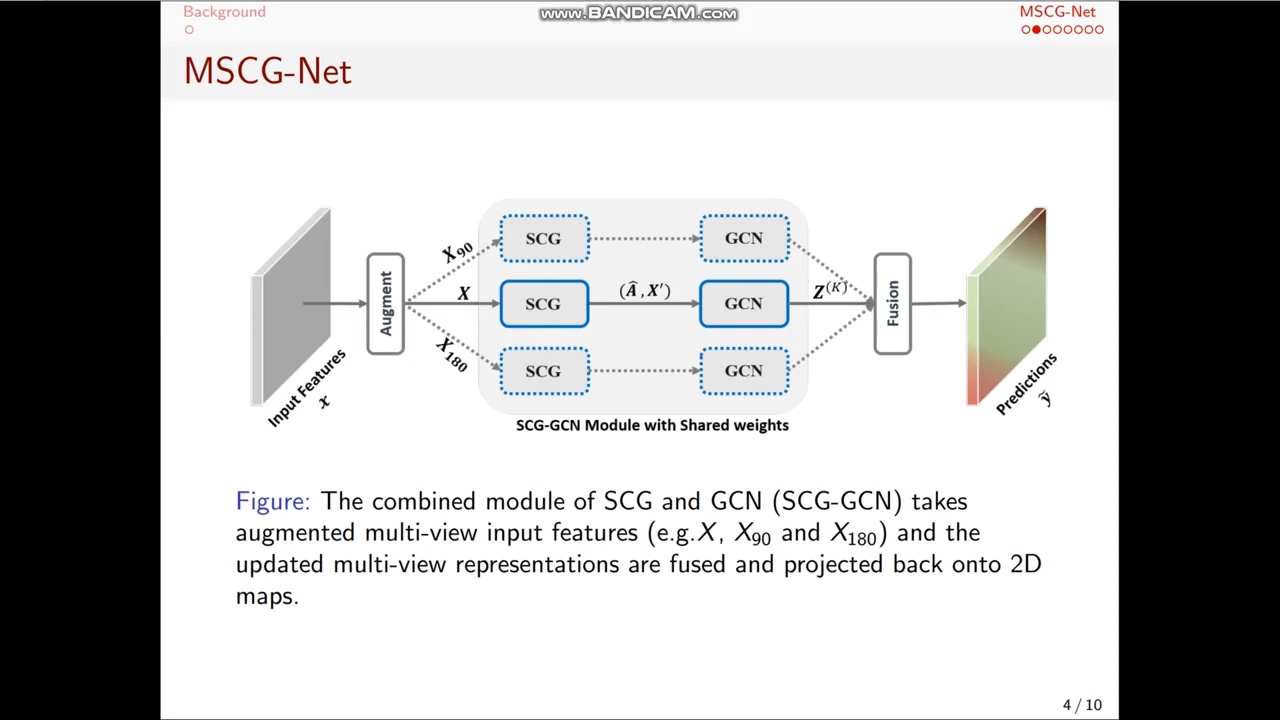 Background
www.BANDICAM.com
MSCG-Net
MSCG-Net
X₉₀
SCG
GCN
Augment
X
SCG
(Â, X′)
GCN
Z⁽ᴷ⁾
Fusion
X₁₈₀
SCG
GCN
Input Features
x
Predictions
ỹ
SCG-GCN Module with Shared weights
Figure: The combined module of SCG and GCN (SCG-GCN) takes
augmented multi-view input features (e.g.X, X₉₀ and X₁₈₀) and the
updated multi-view representations are fused and projected back onto 2D
maps.
4 / 10